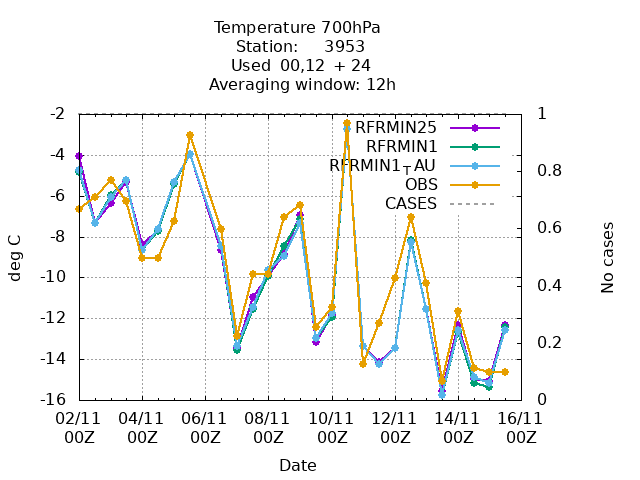 Temperature 700hPa
Station: 3953
Used 00,12 + 24
Averaging window: 12h
-2 1
RFRMIN25
RFRMIN1
-4
RFRMIN1TAU
0.8
OBS
-6
CASES
0.6
-8
deg C
No cases
-10 0.4
-12
0.2
-14
-16 0
02/11 04/11 06/11 08/11 10/11 12/11 14/11 16/11
00Z 00Z 00Z 00Z 00Z 00Z 00Z 00Z
Date